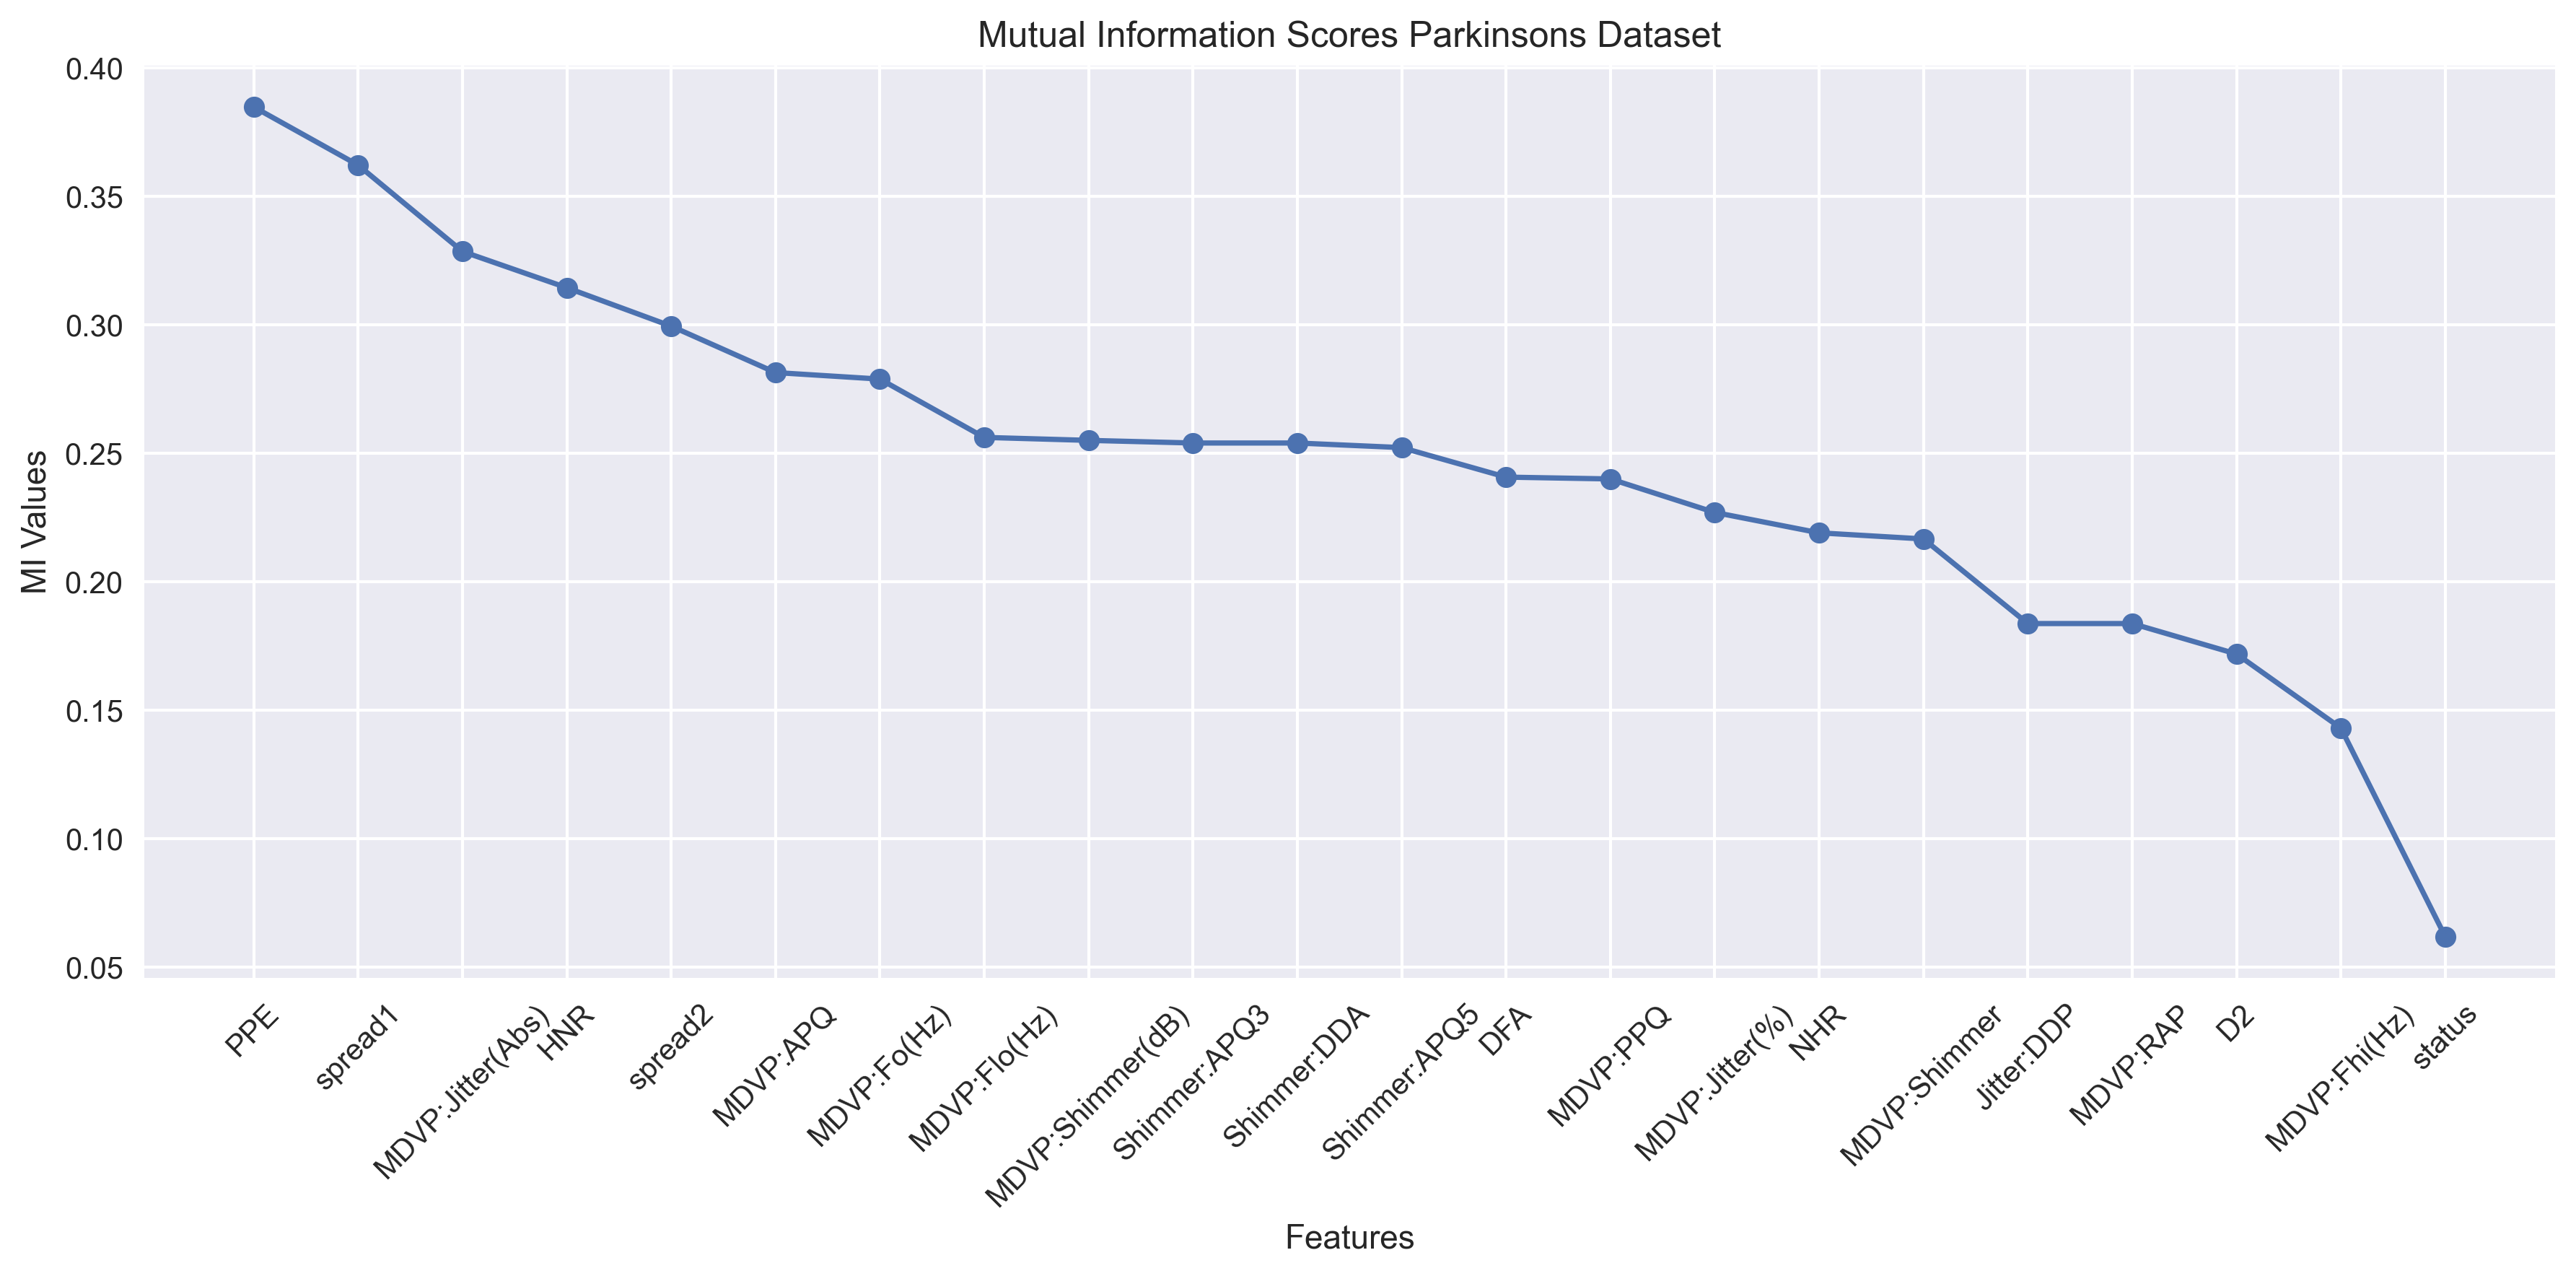 Mutual Information Scores Parkinsons Dataset
0.40
0.35
0.30
0.25
0.20
0.15
0.10
0.05
MI Values
PPE
spread1
MDVP:Jitter(Abs)
HNR
spread2
MDVP:APQ
MDVP:Fo(Hz)
MDVP:Flo(Hz)
MDVP:Shimmer(dB)
Shimmer:APQ3
Shimmer:DDA
Shimmer:APQ5
DFA
MDVP:PPQ
MDVP:Jitter(%)
NHR
MDVP:Shimmer
Jitter:DDP
MDVP:RAP
D2
MDVP:Fhi(Hz)
status
Features